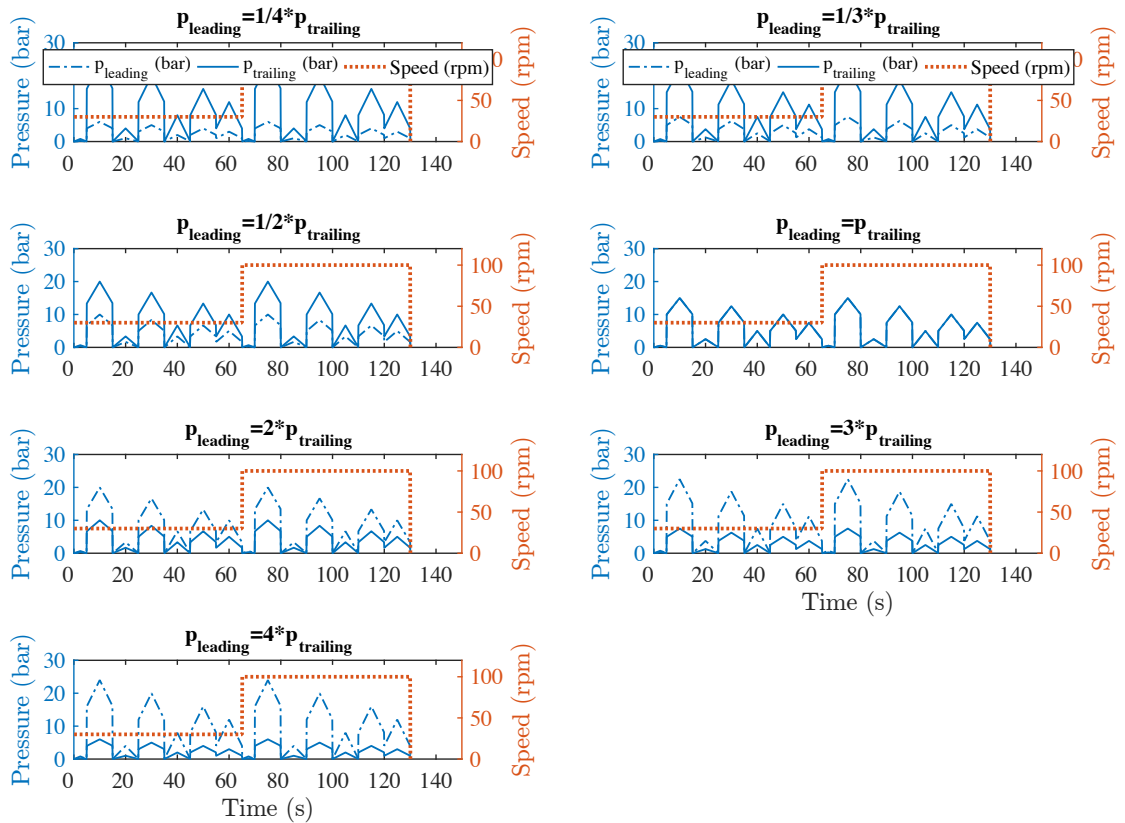 p_leading=1/4*p_trailing
p_leading=1/3*p_trailing
p_leading (bar) p_trailing (bar) Speed (rpm)
p_leading (bar) p_trailing (bar) Speed (rpm)
Pressure (bar)
30
10
0
Speed (rpm)
50
0
0 20 40 60 80 100 120 140
Pressure (bar)
30
10
0
Speed (rpm)
50
0
0 20 40 60 80 100 120 140
p_leading=1/2*p_trailing
Pressure (bar)
30
20
10
0
Speed (rpm)
100
50
0
0 20 40 60 80 100 120 140
p_leading=p_trailing
Pressure (bar)
30
20
10
0
Speed (rpm)
100
50
0
0 20 40 60 80 100 120 140
p_leading=2*p_trailing
Pressure (bar)
30
20
10
0
Speed (rpm)
100
50
0
0 20 40 60 80 100 120 140
p_leading=3*p_trailing
Pressure (bar)
30
20
10
0
Speed (rpm)
100
50
0
0 20 40 60 80 100 120 140
Time (s)
p_leading=4*p_trailing
Pressure (bar)
30
20
10
0
Speed (rpm)
100
50
0
0 20 40 60 80 100 120 140
Time (s)